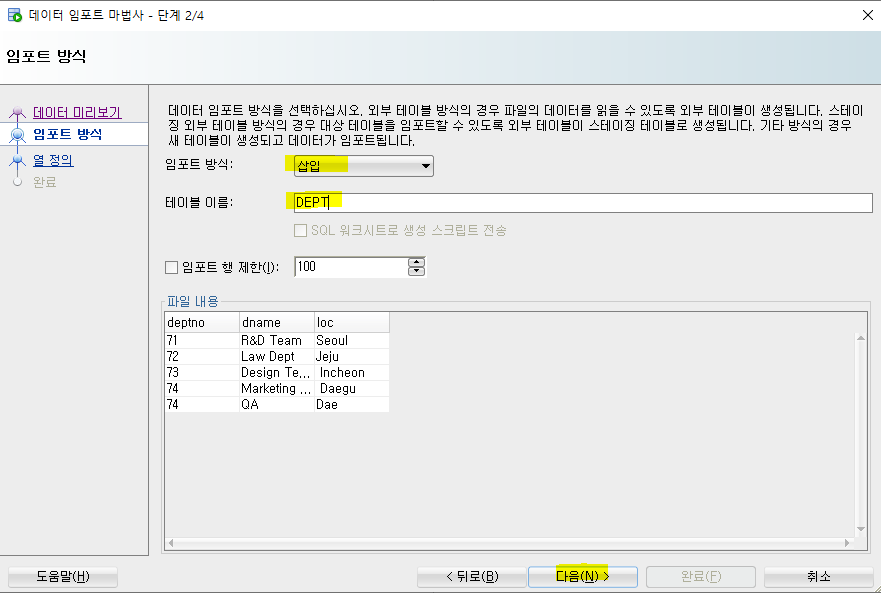 데이터 임포트 마법사 - 단계 2/4
임포트 방식
데이터 미리보기
임포트 방식
열 정의
완료
데이터 임포트 방식을 선택하십시오. 외부 테이블 방식의 경우 파일의 데이터를 읽을 수 있도록 외부 테이블이 생성됩니다. 스테이
징 외부 테이블 방식의 경우 대상 테이블을 임포트할 수 있도록 외부 테이블이 스테이징 테이블로 생성됩니다. 기타 방식의 경우
새 테이블이 생성되고 데이터가 임포트됩니다.
임포트 방식: 삽입
테이블 이름: DEPT
SQL 워크시트로 생성 스크립트 전송
임포트 행 제한(I): 100
파일 내용
deptno dname loc
71 R&D Team Seoul
72 Law Dept Jeju
73 Design Te... Incheon
74 Marketing ... Daegu
74 QA Dae
도움말(H) < 뒤로(B) 다음(N) > 완료(F) 취소